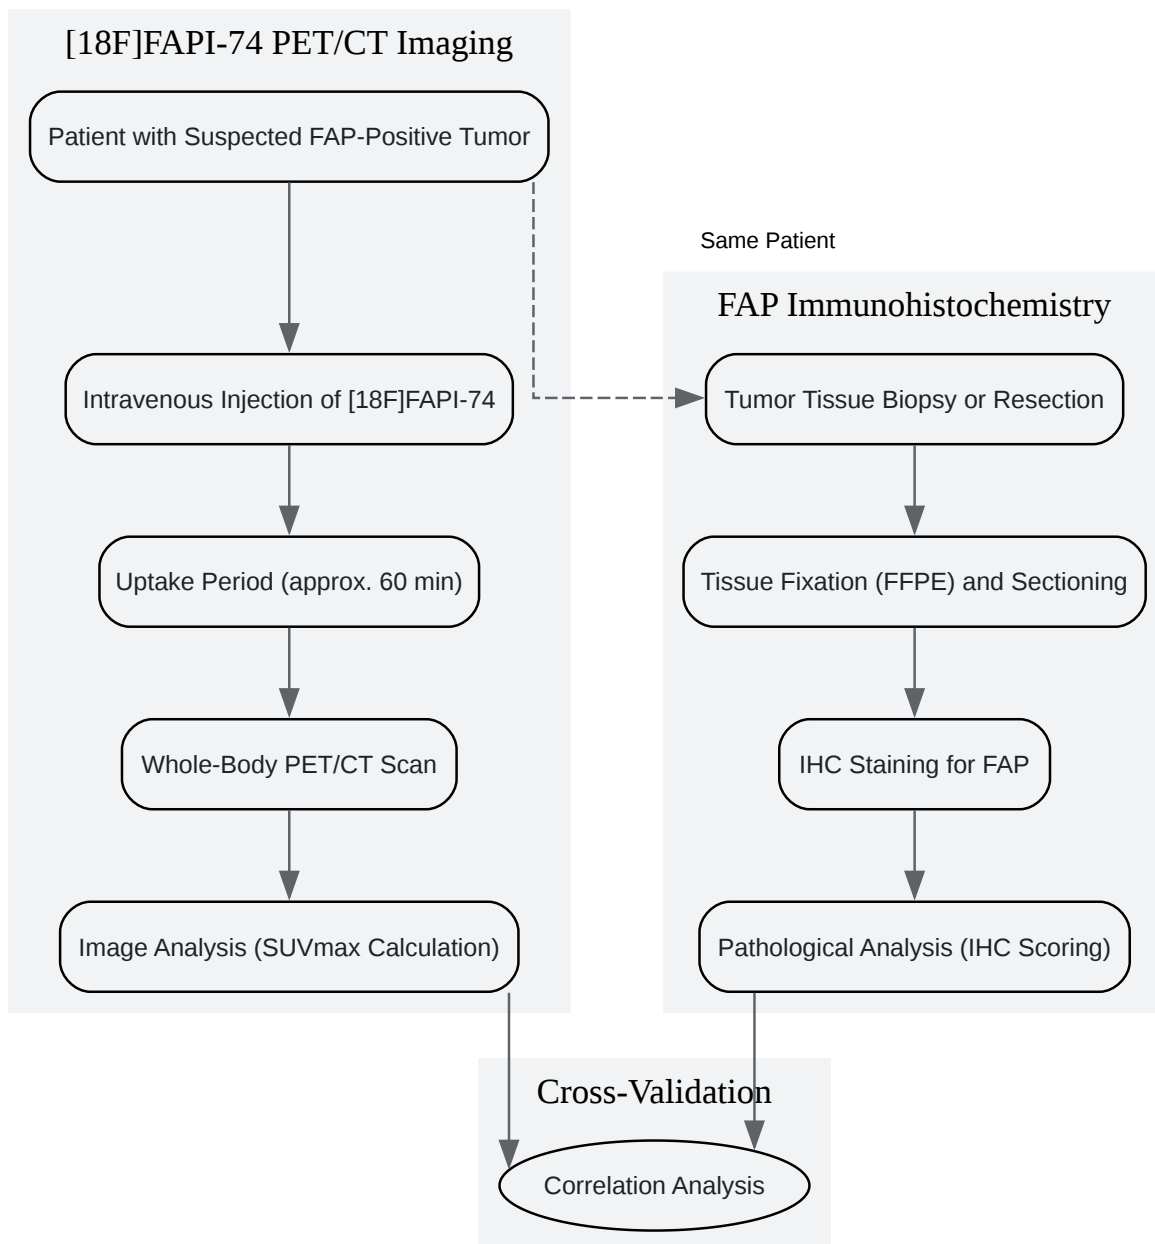 [18F]FAPI-74 PET/CT Imaging
Patient with Suspected FAP-Positive Tumor
Intravenous Injection of [18F]FAPI-74
Uptake Period (approx. 60 min)
Whole-Body PET/CT Scan
Image Analysis (SUVmax Calculation)
Same Patient
FAP Immunohistochemistry
Tumor Tissue Biopsy or Resection
Tissue Fixation (FFPE) and Sectioning
IHC Staining for FAP
Pathological Analysis (IHC Scoring)
Cross-Validation
Correlation Analysis